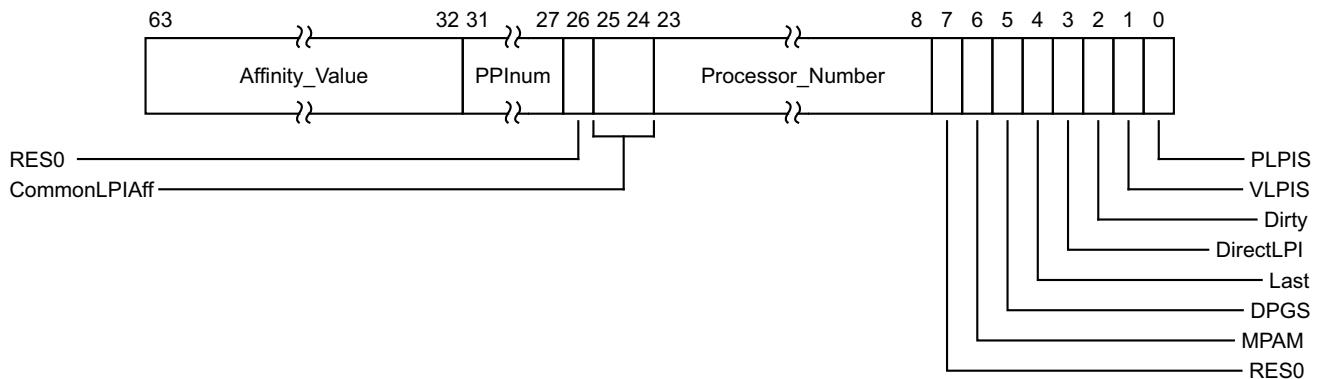 63 32 31 27 26 25 24 23 8 7 6 5 4 3 2 1 0
Affinity_Value PPInum Processor_Number
RES0 PLPIS
CommonLPIAff VLPIS
Dirty
DirectLPI
Last
DPGS
MPAM
RES0